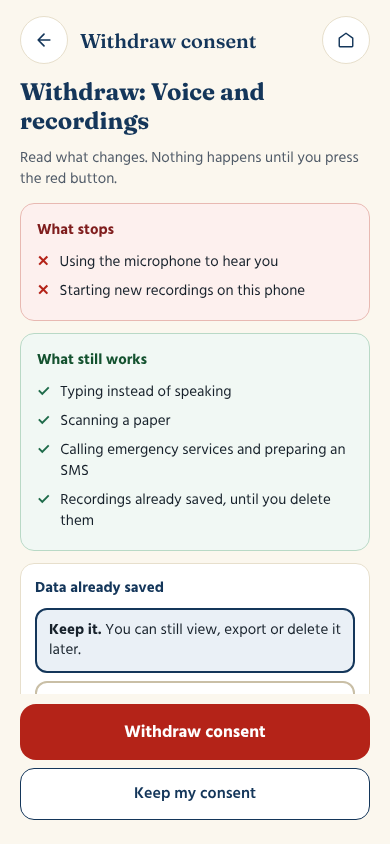 Withdraw consent
Withdraw: Voice and
recordings
Read what changes. Nothing happens until you press
the red button.
What stops
Using the microphone to hear you
Starting new recordings on this phone
What still works
Typing instead of speaking
Scanning a paper
Calling emergency services and preparing an
SMS
Recordings already saved, until you delete
them
Data already saved
Keep it. You can still view, export or delete it
later.
Withdraw consent
Keep my consent